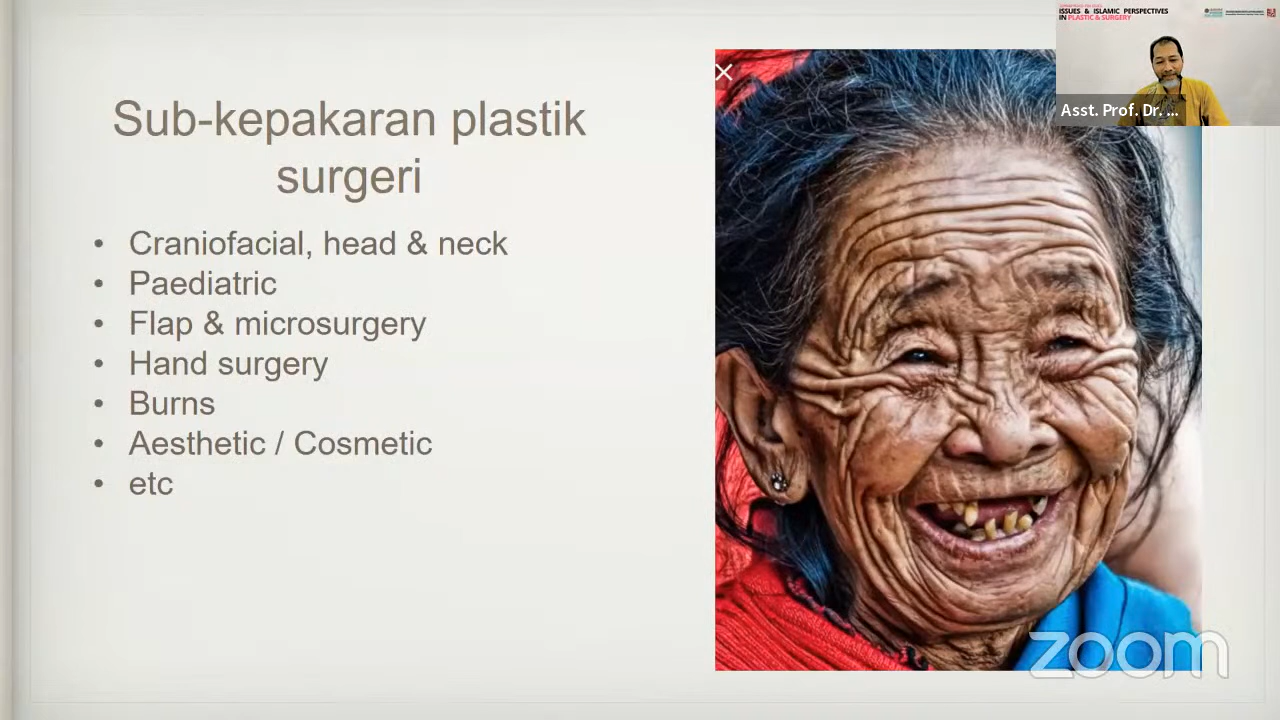 Sub-kepakaran plastik
surgeri
• Craniofacial, head & neck
• Paediatric
• Flap & microsurgery
• Hand surgery
• Burns
• Aesthetic / Cosmetic
• etc
ISSUES & ISLAMIC PERSPECTIVES
IN PLASTIC & SURGERY
Asst. Prof. Dr. ...
zoom